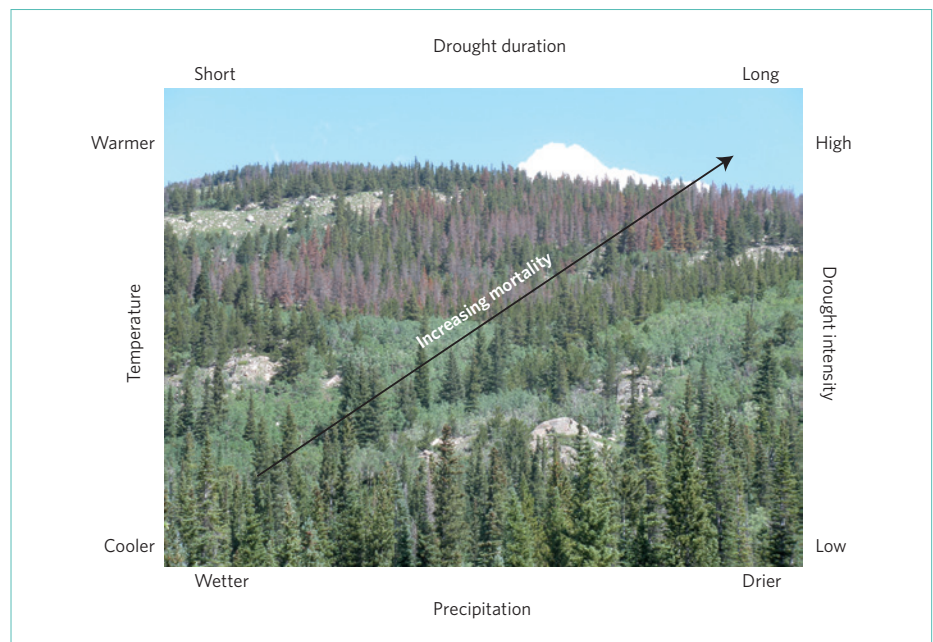 Drought duration
Short Long
Warmer High
Temperature
Increasing mortality
Drought intensity
Cooler Low
Wetter Drier
Precipitation